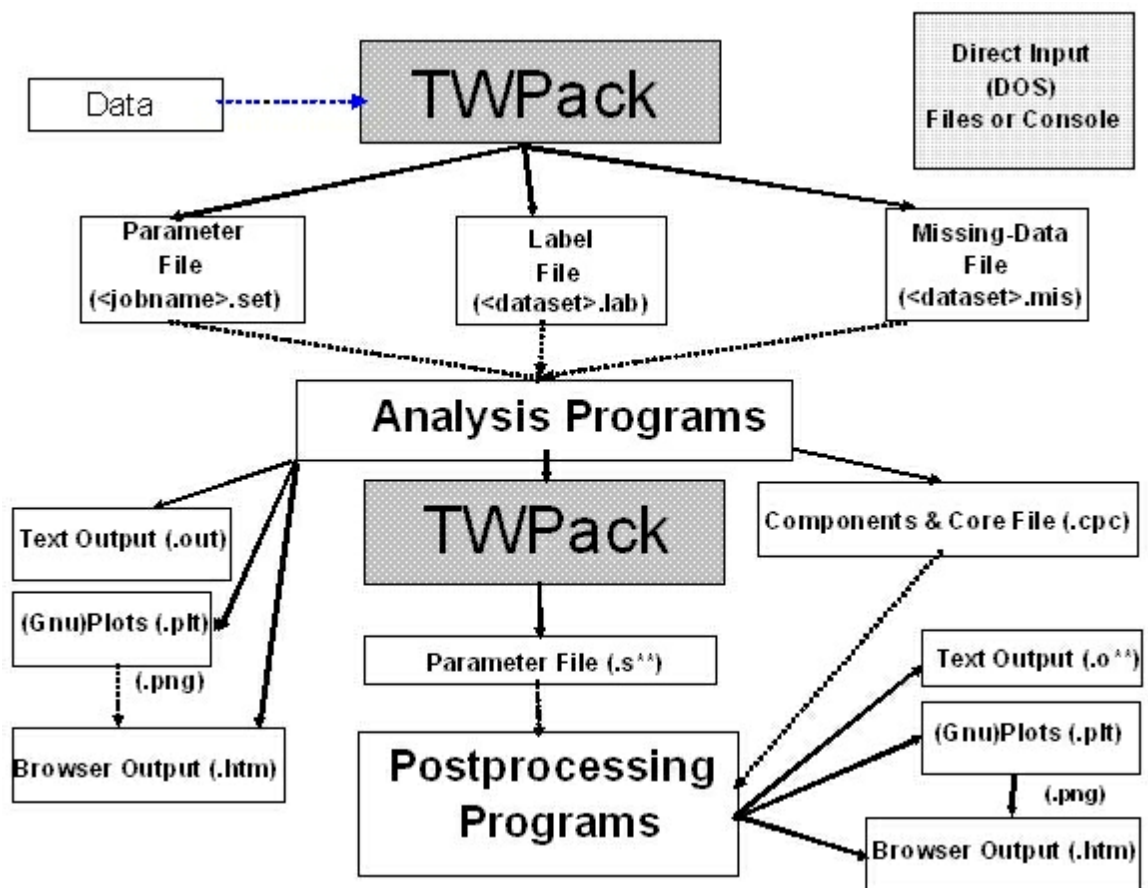 Data
TWPack
Direct Input
(DOS)
Files or Console
Parameter
File
(<jobname>.set)
Label
File
(<dataset>.lab)
Missing-Data
File
(<dataset>.mis)
Analysis Programs
Text Output (.out)
(Gnu)Plots (.plt)
(.png)
Browser Output (.htm)
TWPack
Parameter File (.s**)
Postprocessing
Programs
Components & Core File (.cpc)
Text Output (.o**)
(Gnu)Plots (.plt)
(.png)
Browser Output (.htm)